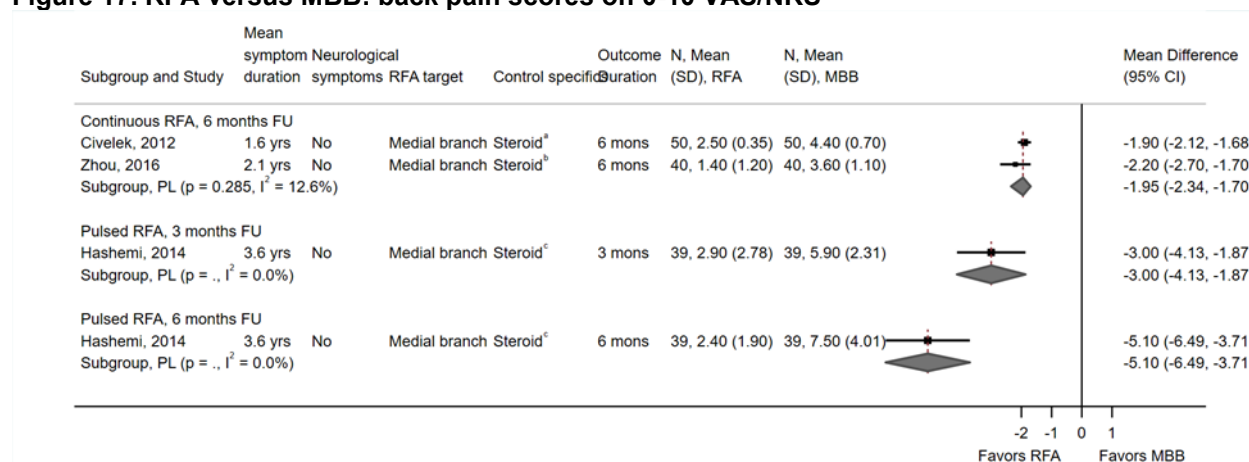 Figure 17. RFA versus MBB: back pain scores on 0-10 VAS/NRS
Mean
symptom Neurological Outcome N, Mean N, Mean Mean Difference
Subgroup and Study duration symptoms RFA target Control specifics Duration (SD), RFA (SD), MBB (95% CI)
Continuous RFA, 6 months FU
Civelek, 2012 1.6 yrs No Medial branch Steroid^a 6 mons 50, 2.50 (0.35) 50, 4.40 (0.70) -1.90 (-2.12, -1.68
Zhou, 2016 2.1 yrs No Medial branch Steroid^b 6 mons 40, 1.40 (1.20) 40, 3.60 (1.10) -2.20 (-2.70, -1.70
Subgroup, PL (p = 0.285, I^2 = 12.6%) -1.95 (-2.34, -1.70
Pulsed RFA, 3 months FU
Hashemi, 2014 3.6 yrs No Medial branch Steroid^c 3 mons 39, 2.90 (2.78) 39, 5.90 (2.31) -3.00 (-4.13, -1.87
Subgroup, PL (p = ., I^2 = 0.0%) -3.00 (-4.13, -1.87
Pulsed RFA, 6 months FU
Hashemi, 2014 3.6 yrs No Medial branch Steroid^c 6 mons 39, 2.40 (1.90) 39, 7.50 (4.01) -5.10 (-6.49, -3.71
Subgroup, PL (p = ., I^2 = 0.0%) -5.10 (-6.49, -3.71
-2 -1 0 1
Favors RFA Favors MBB